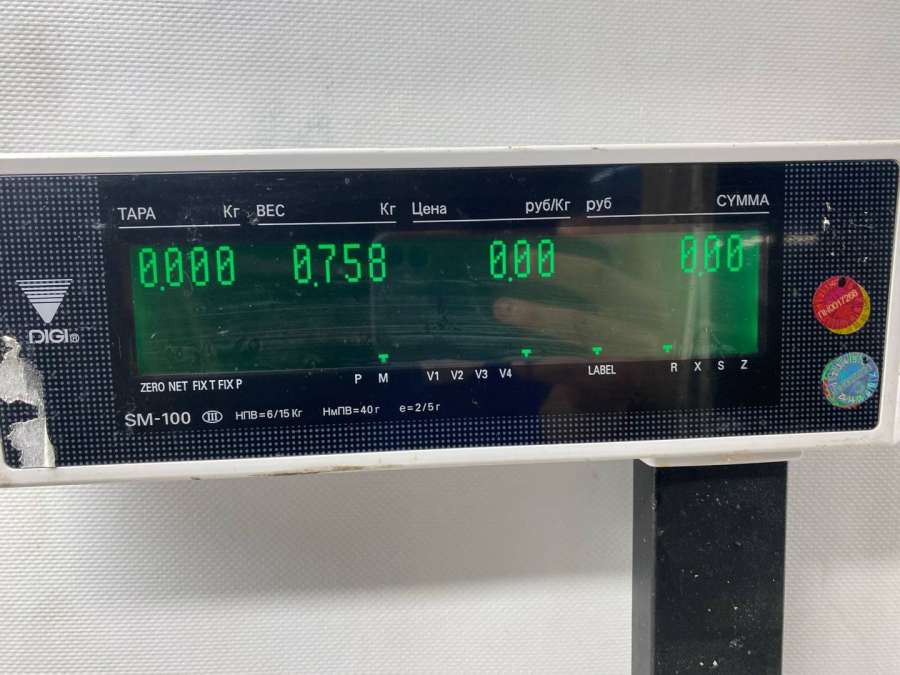 ТАРА Кг ВЕС Кг Цена руб/Кг руб СУММА
0.000 0.758 0.00 0.00
DIGI®
ZERO NET FIX T FIX P P M V1 V2 V3 V4 LABEL R X S Z
SM-100 III НПВ=6/15 Кг НмПВ=40 г e=2/5 г